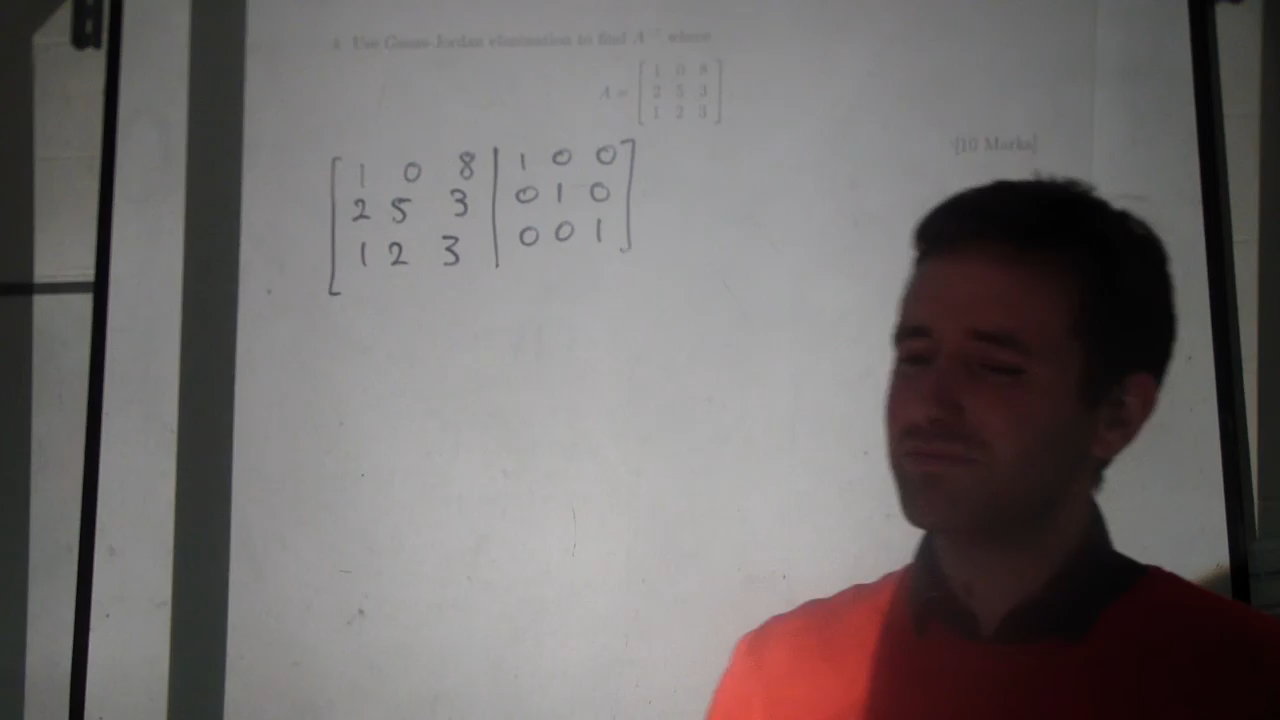 4. Use Gauss-Jordan elimination to find A⁻¹ where
1 0 8
A = 2 5 3
1 2 3
[10 Marks]
1 0 8 | 1 0 0
2 5 3 | 0 1 0
1 2 3 | 0 0 1